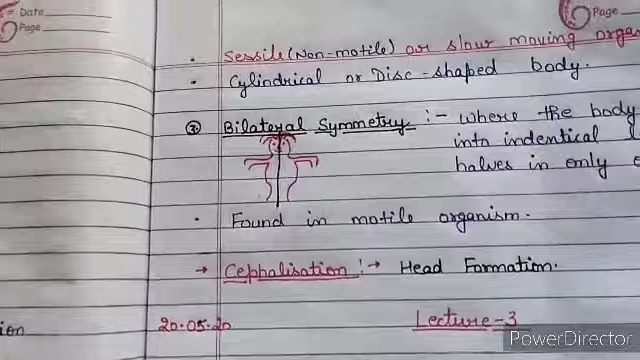 Date
Page
Page
• Sessile (Non-motile) or slow moving
• Cylindrical or Disc-shaped body.
③ Bilateral Symmetry :- Where the body
into indentical
halves in only
• Found in motile organism.
→ Cephalisation :→ Head Formation.
20.05.20 Lecture-3
PowerDirector